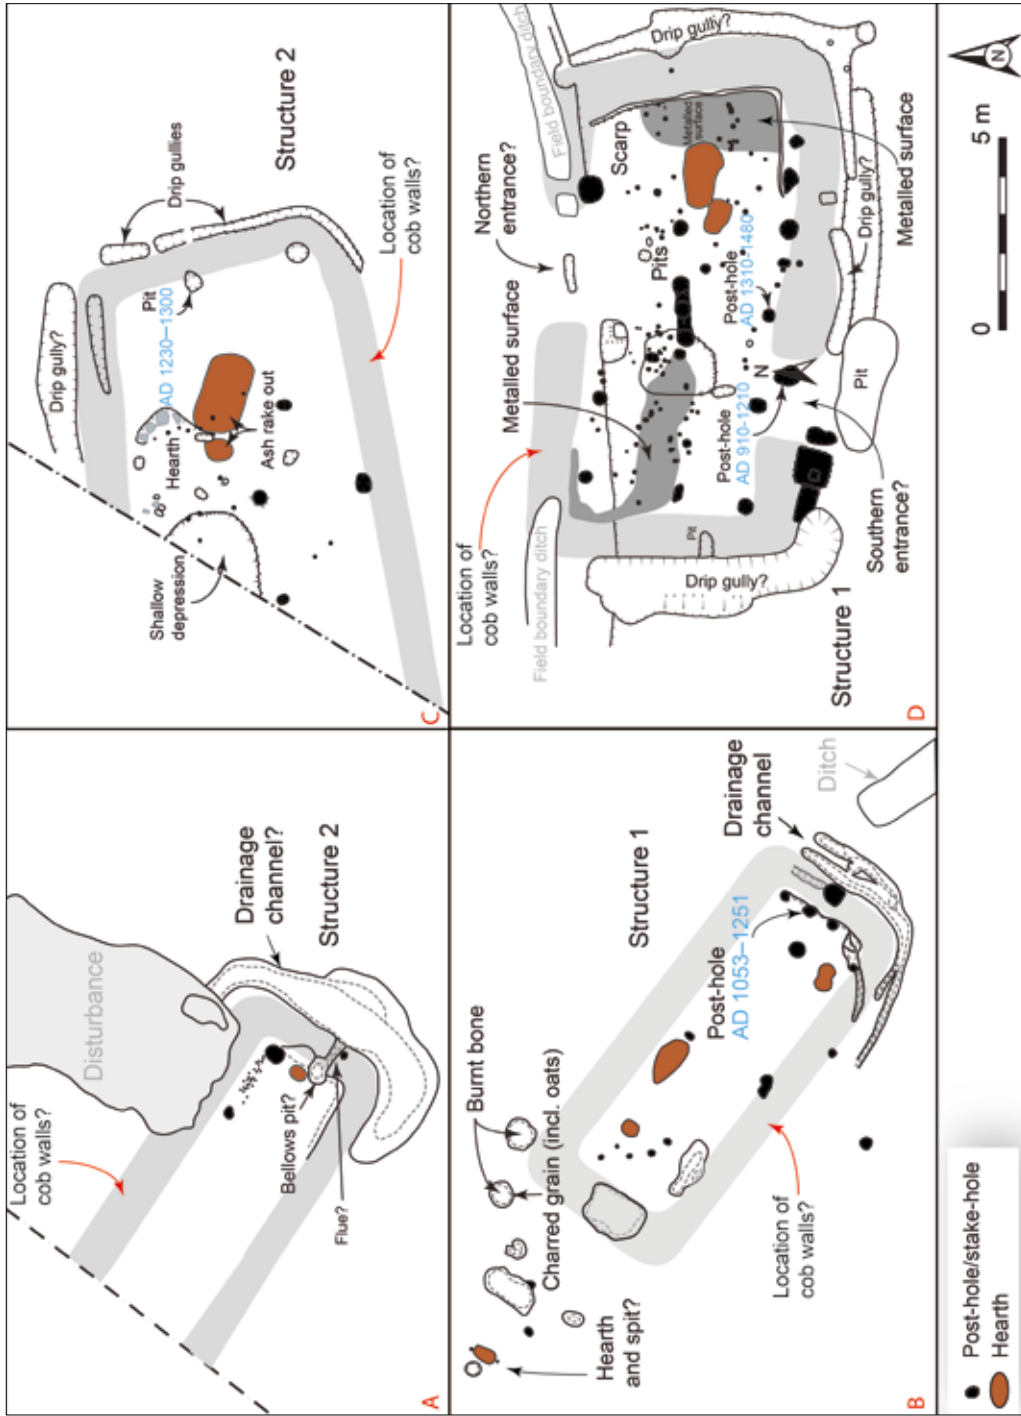 A
Location of
cob walls?
Disturbance
Drainage
channel?
Structure 2
Bellows pit?
Flue?
C
Drip gully?
Drip gullies
Structure 2
Pit
AD 1230–1300
Hearth
Ash rake out
Shallow
depression
Location of
cob walls?
B
Burnt bone
Charred grain (incl. oats)
Hearth
and spit?
Structure 1
Post-hole
AD 1053–1251
Drainage
channel
Ditch
Location of
cob walls?
D
Location of
cob walls?
Field boundary ditch
Metalled surface
Northern
entrance?
Field boundary ditch
Scarp
Pits
Metalled
surface
Drip gully?
Post-hole
AD 910-1210
Post-hole
AD 1310-1480
N
Pit
Drip gully?
Structure 1
Southern
entrance?
Pit
Drip gully?
Metalled surface
Post-hole/stake-hole
Hearth
0
5 m
N